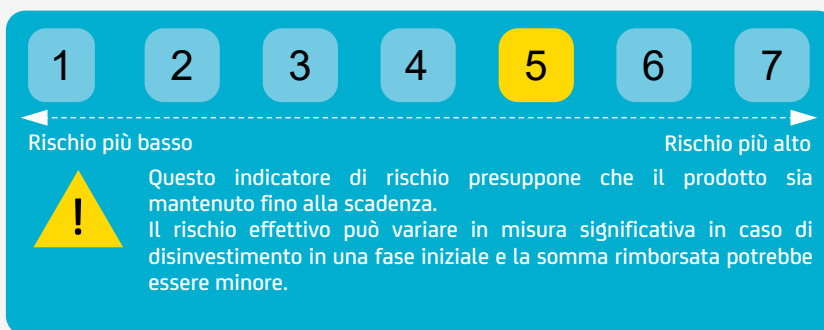 1 2 3 4 5 6 7
Rischio più basso Rischio più alto
!
Questo indicatore di rischio presuppone che il prodotto sia
mantenuto fino alla scadenza.
Il rischio effettivo può variare in misura significativa in caso di
disinvestimento in una fase iniziale e la somma rimborsata potrebbe
essere minore.